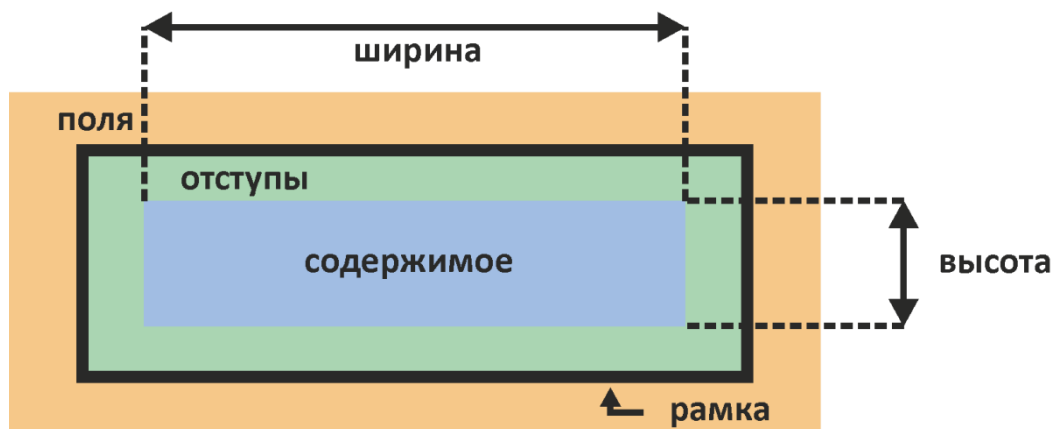 ширина
поля
отступы
содержимое
высота
рамка